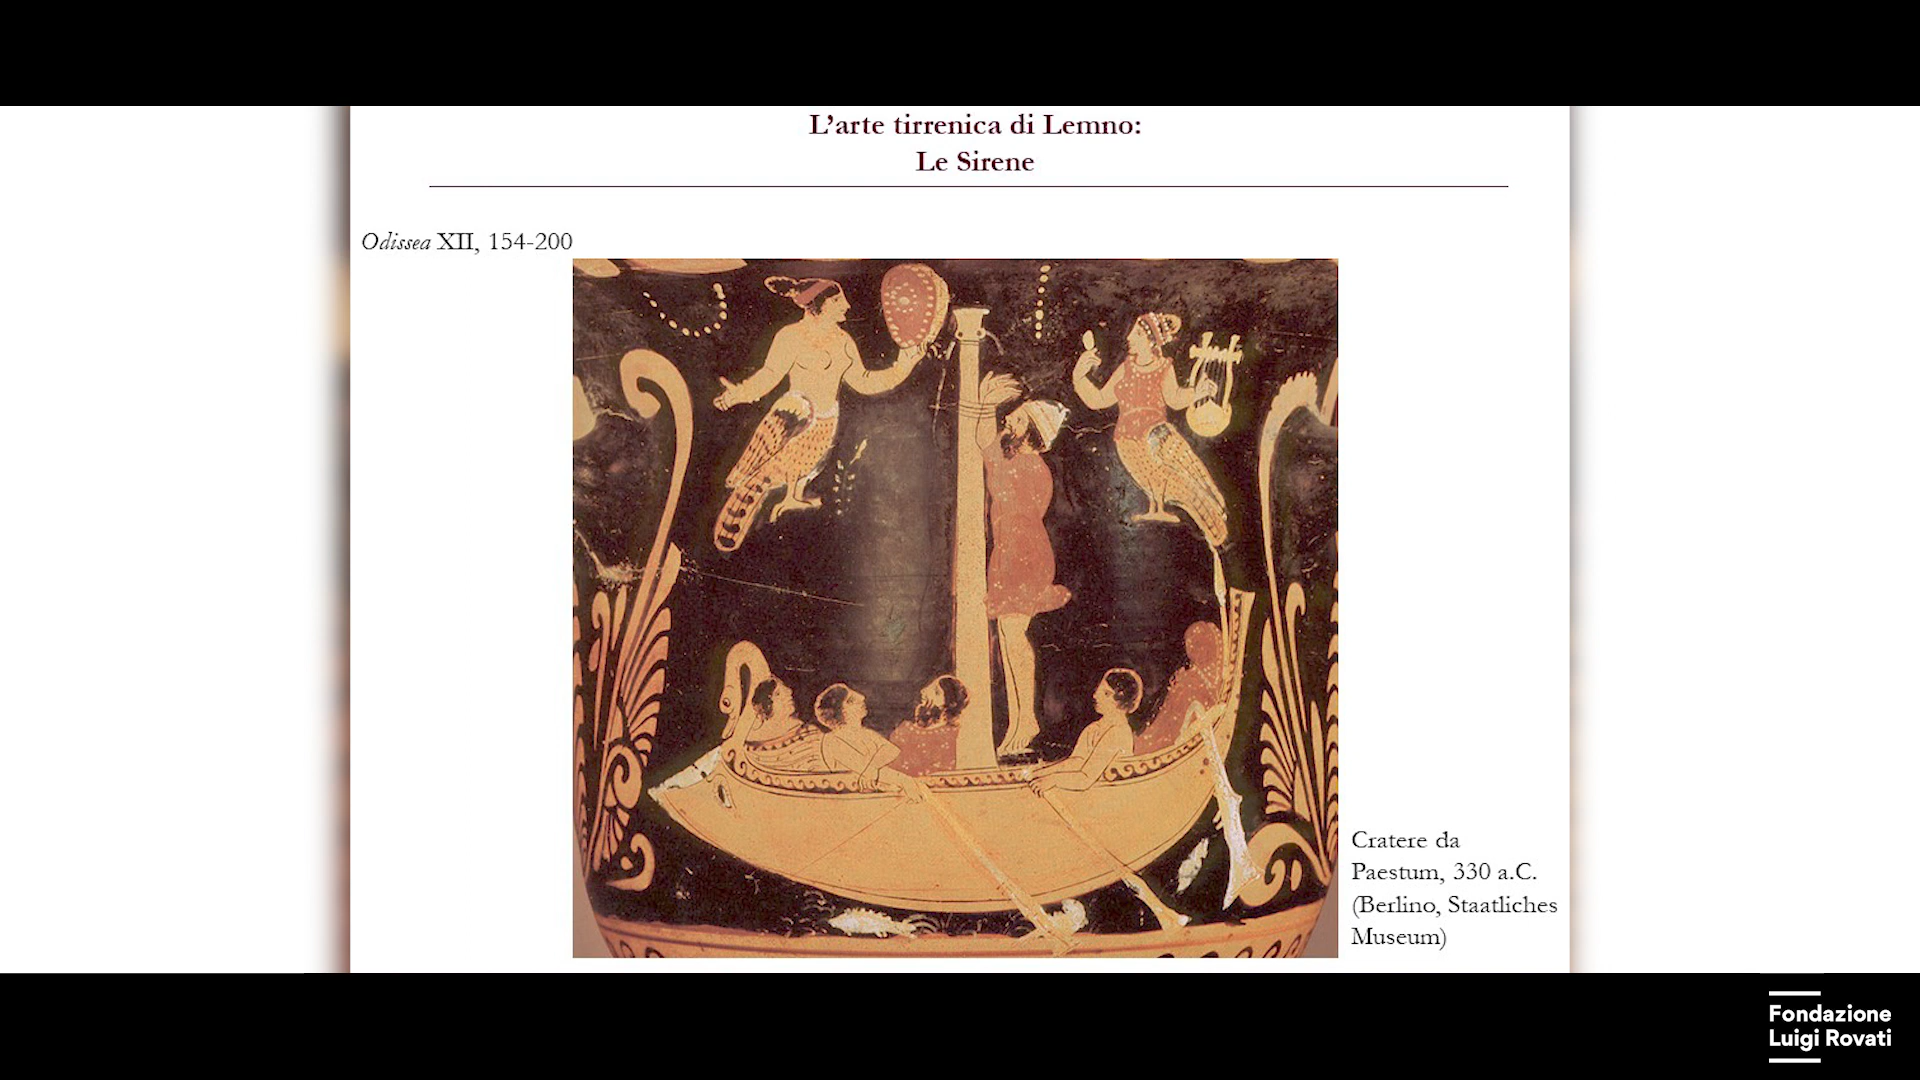 L’arte tirrenica di Lemno:
Le Sirene
Odissea XII, 154-200
Cratere da
Paestum, 330 a.C.
(Berlino, Staatliches
Museum)
Fondazione
Luigi Rovati